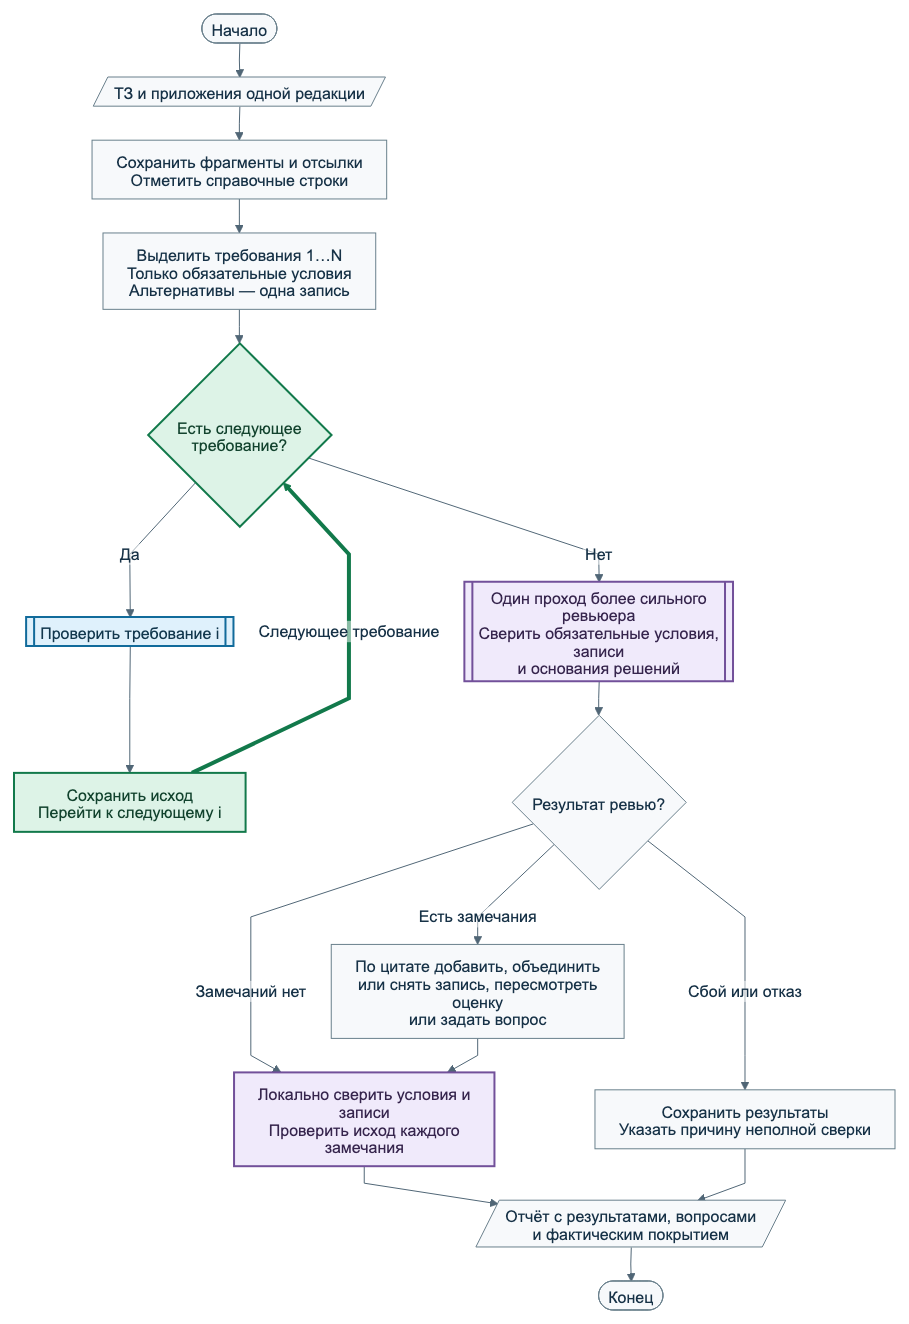 Начало
ТЗ и приложения одной редакции
Сохранить фрагменты и отсылки
Отметить справочные строки
Выделить требования 1…N
Только обязательные условия
Альтернативы — одна запись
Есть следующее
требование?
Да
Нет
Проверить требование i
Следующее требование
Один проход более сильного
ревьюера
Сверить обязательные условия,
записи
и основания решений
Сохранить исход
Перейти к следующему i
Результат ревью?
Есть замечания
Замечаний нет
Сбой или отказ
По цитате добавить, объединить
или снять запись, пересмотреть
оценку
или задать вопрос
Локально сверить условия и
записи
Проверить исход каждого
замечания
Сохранить результаты
Указать причину неполной сверки
Отчёт с результатами, вопросами
и фактическим покрытием
Конец